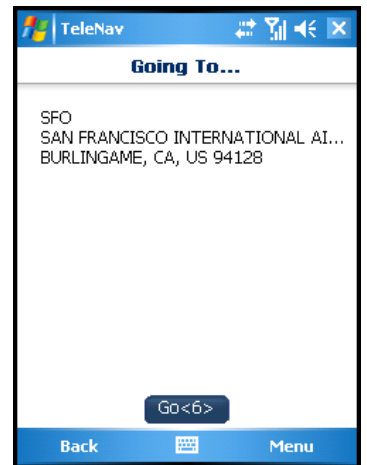 TeleNav
Going To...
SFO
SAN FRANCISCO INTERNATIONAL AI...
BURLINGAME, CA, US 94128
Go<6>
Back Menu